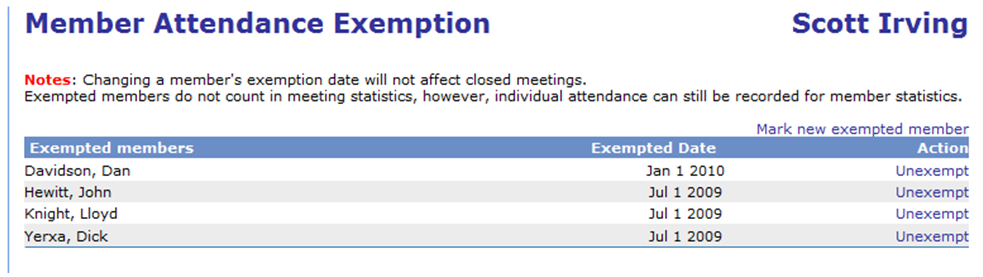 Member Attendance Exemption Scott Irving
Notes: Changing a member's exemption date will not affect closed meetings.
Exempted members do not count in meeting statistics, however, individual attendance can still be recorded for member statistics.
Mark new exempted member
Exempted members Exempted Date Action
Davidson, Dan Jan 1 2010 Unexempt
Hewitt, John Jul 1 2009 Unexempt
Knight, Lloyd Jul 1 2009 Unexempt
Yerxa, Dick Jul 1 2009 Unexempt